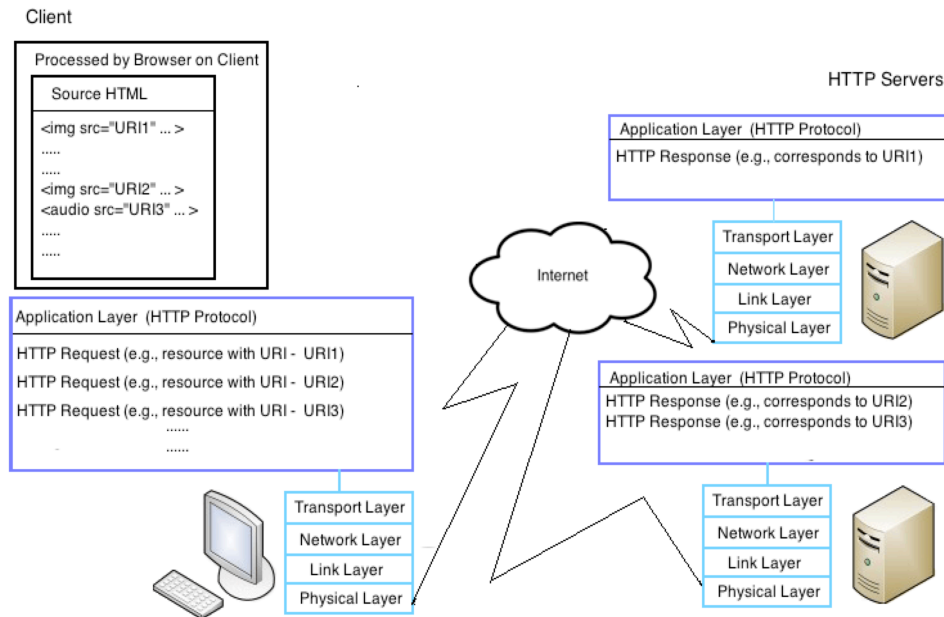 Client
Processed by Browser on Client
Source HTML
<img src="URI1" ... >
.....
.....
<img src="URI2" ... >
<audio src="URI3" ... >
.....
.....
Application Layer (HTTP Protocol)
HTTP Request (e.g., resource with URI - URI1)
HTTP Request (e.g., resource with URI - URI2)
HTTP Request (e.g., resource with URI - URI3)
......
......
Transport Layer
Network Layer
Link Layer
Physical Layer
Internet
HTTP Servers
Application Layer (HTTP Protocol)
HTTP Response (e.g., corresponds to URI1)
Transport Layer
Network Layer
Link Layer
Physical Layer
Application Layer (HTTP Protocol)
HTTP Response (e.g., corresponds to URI2)
HTTP Response (e.g., corresponds to URI3)
Transport Layer
Network Layer
Link Layer
Physical Layer